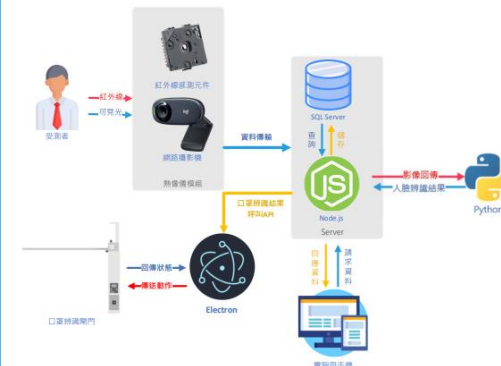 紅外線感測元件
紅外線
可見光
受測者
網路攝影機
熱像儀模組
資料傳輸
SQL Server
查詢
儲存
JS
Node.js
Server
影像回傳
人臉辨識結果
Python
口罩辨識結果
呼叫API
回傳狀態
傳送動作
Electron
口罩辨識閘門
回應資料
請求資料